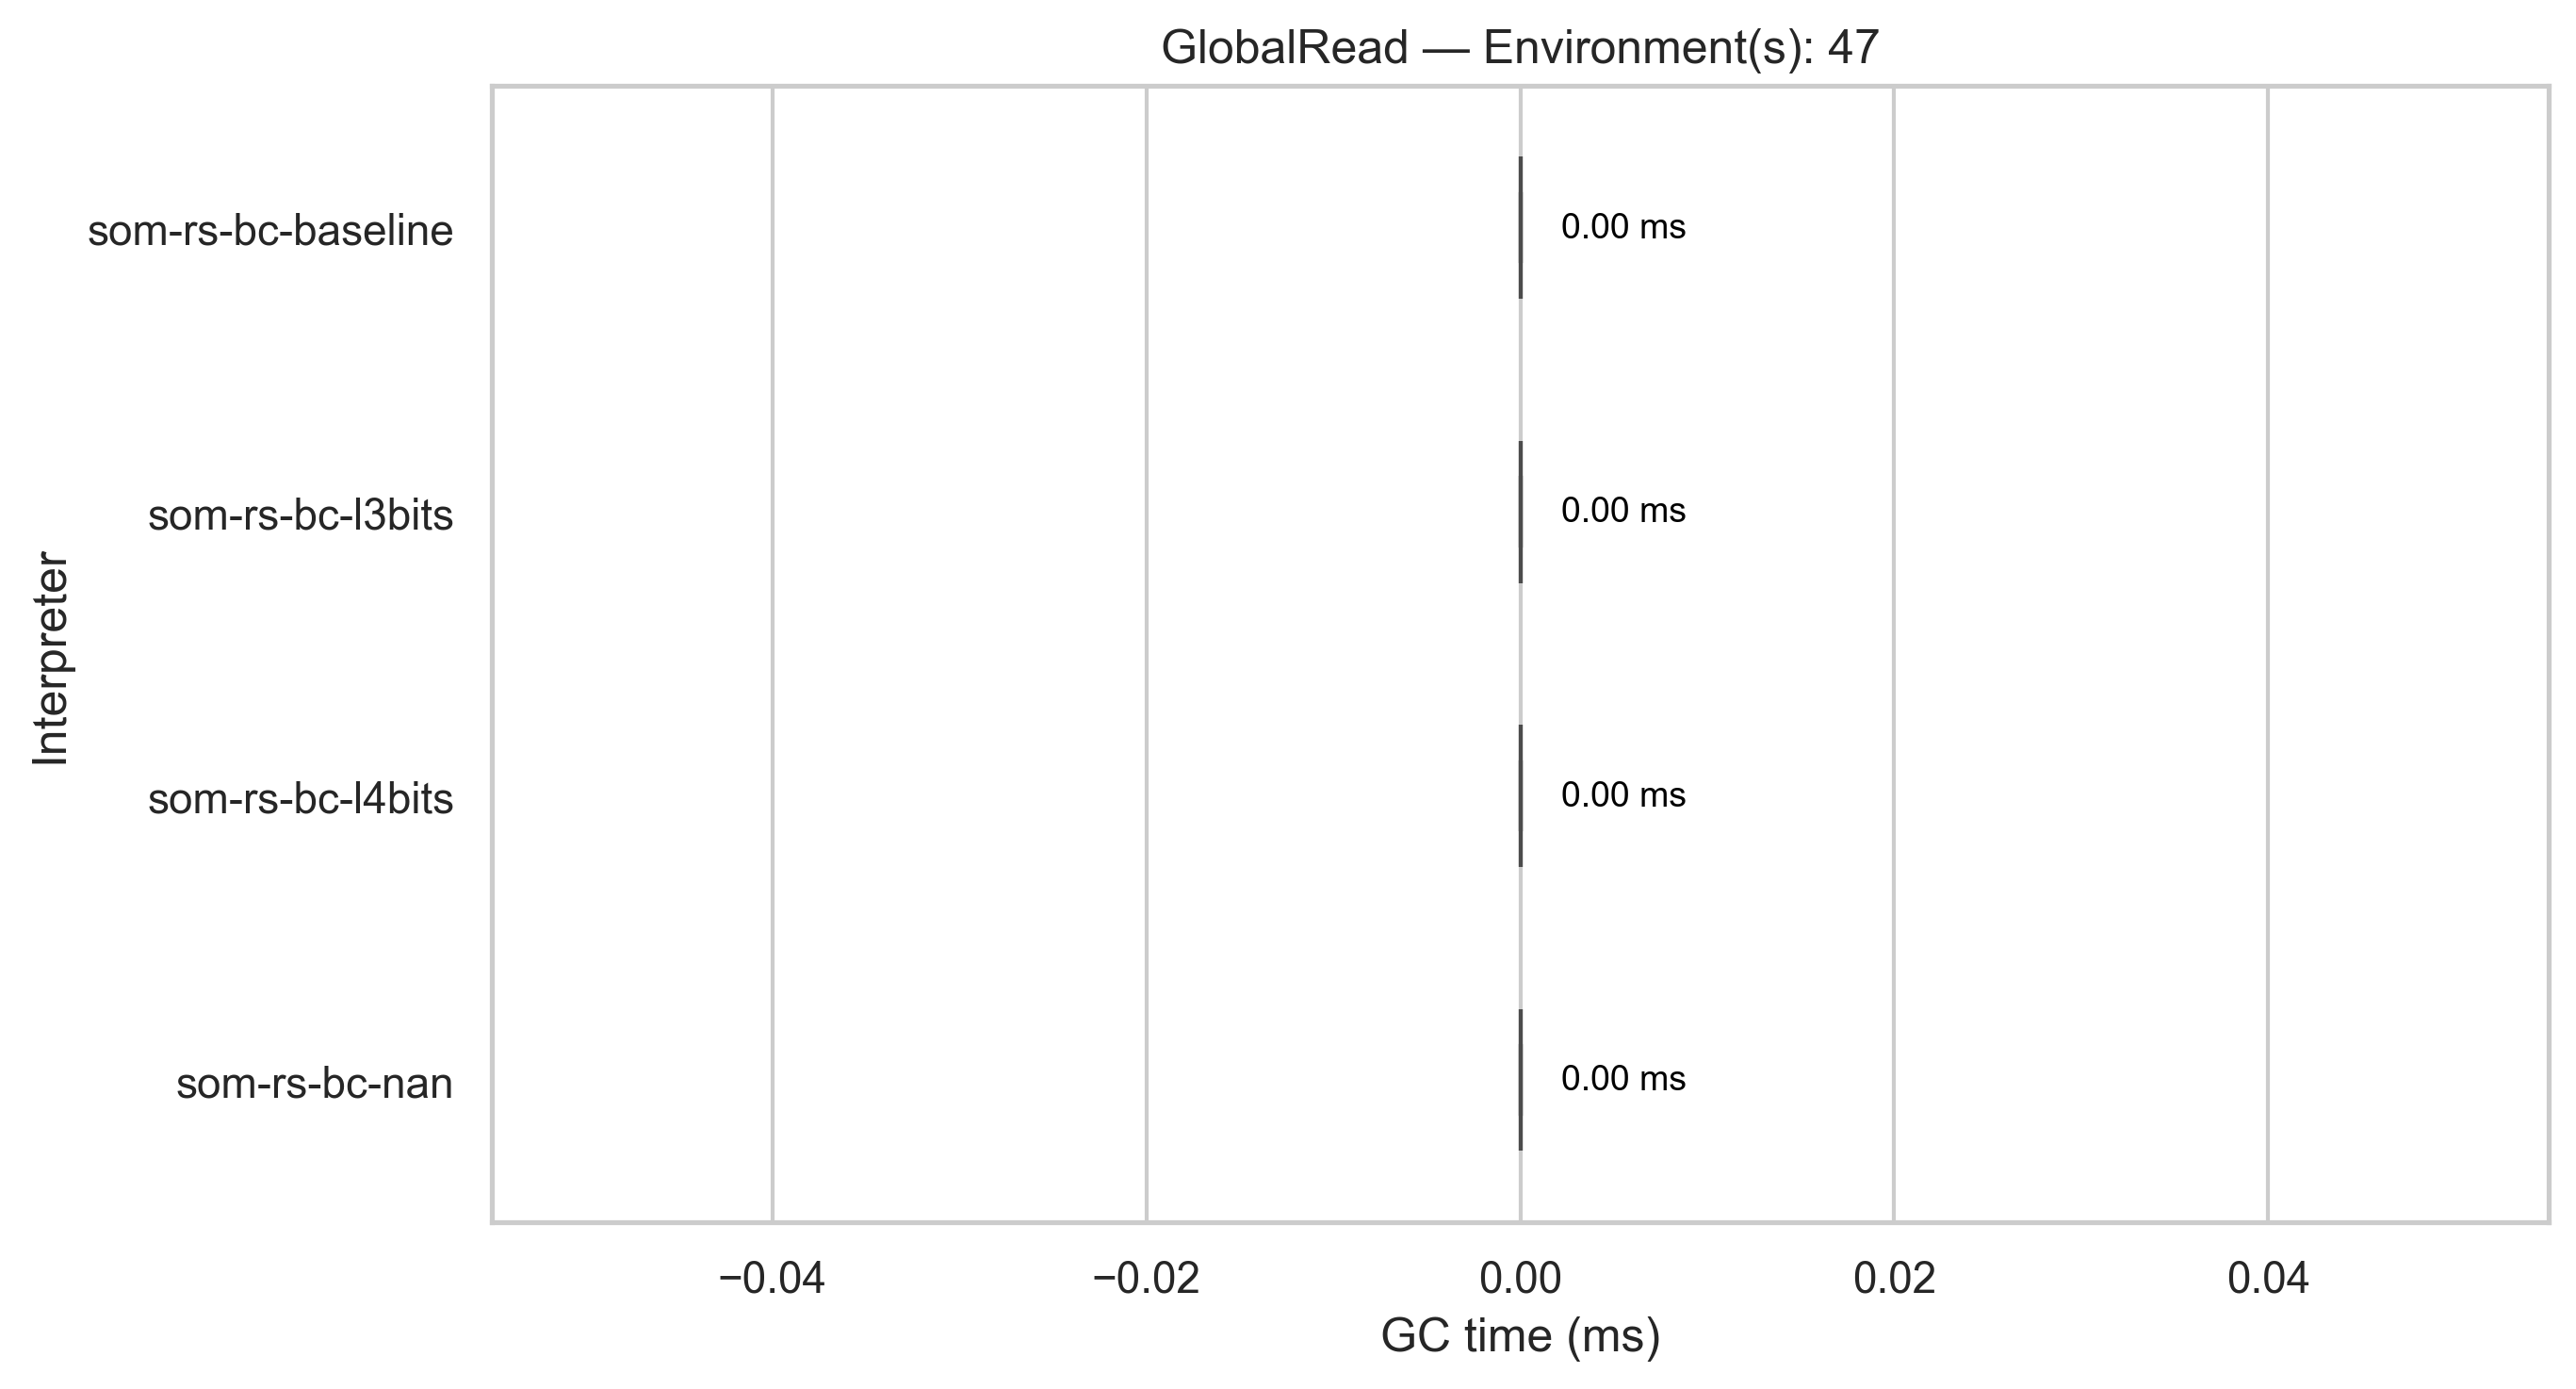 GlobalRead — Environment(s): 47
som-rs-bc-baseline
0.00 ms
som-rs-bc-l3bits
0.00 ms
som-rs-bc-l4bits
0.00 ms
som-rs-bc-nan
0.00 ms
Interpreter
−0.04
−0.02
0.00
0.02
0.04
GC time (ms)